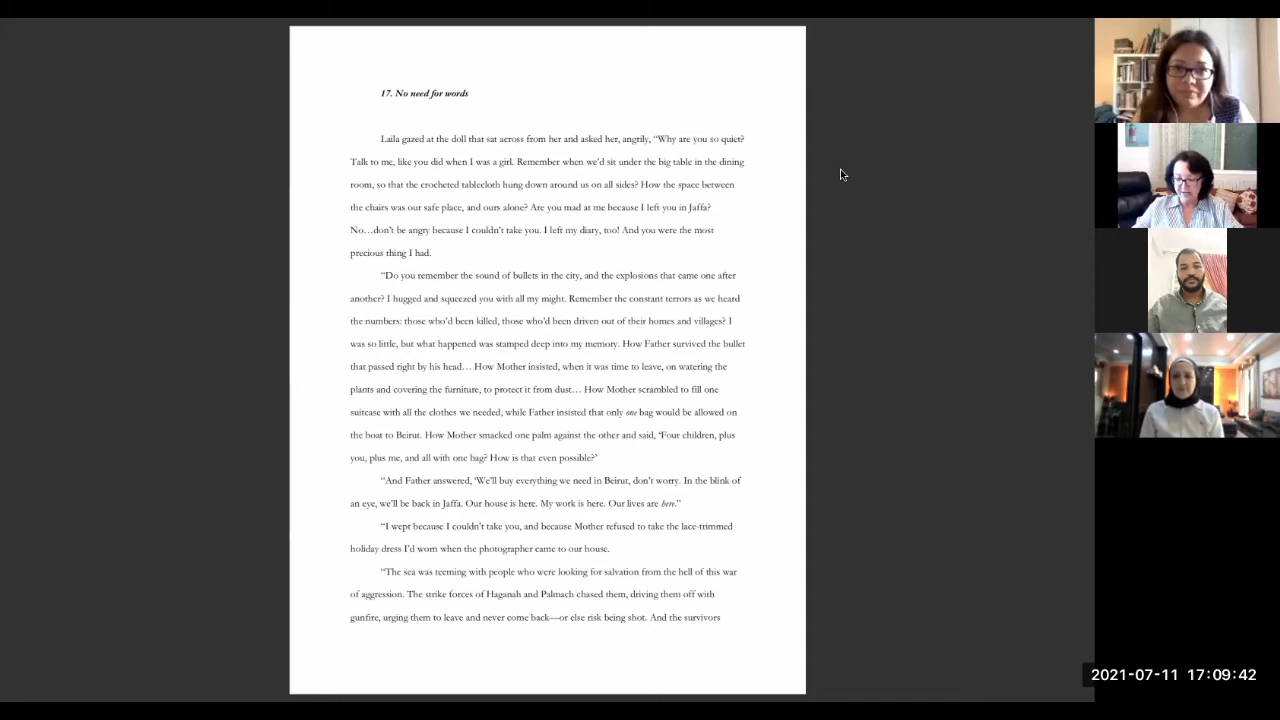 17. No need for words
Laila gazed at the doll that sat across from her and asked her, angrily, “Why are you so quiet?
Talk to me, like you did when I was a girl. Remember when we’d sit under the big table in the dining
room, so that the crocheted tablecloth hung down around us on all sides? How the space between
the chairs was our safe place, and ours alone? Are you mad at me because I left you in Jaffa?
No…don’t be angry because I couldn’t take you. I left my diary, too! And you were the most
precious thing I had.
“Do you remember the sound of bullets in the city, and the explosions that came one after
another? I hugged and squeezed you with all my might. Remember the constant terrors as we heard
the numbers: those who’d been killed, those who’d been driven out of their homes and villages? I
was so little, but what happened was stamped deep into my memory. How Father survived the bullet
that passed right by his head… How Mother insisted, when it was time to leave, on watering the
plants and covering the furniture, to protect it from dust… How Mother scrambled to fill one
suitcase with all the clothes we needed, while Father insisted that only one bag would be allowed on
the boat to Beirut. How Mother smacked one palm against the other and said, ‘Four children, plus
you, plus me, and all with one bag? How is that even possible?’
“And Father answered, ‘We’ll buy everything we need in Beirut, don’t worry. In the blink of
an eye, we’ll be back in Jaffa. Our house is here. My work is here. Our lives are here.”
“I wept because I couldn’t take you, and because Mother refused to take the lace-trimmed
holiday dress I’d worn when the photographer came to our house.
“The sea was teeming with people who were looking for salvation from the hell of this war
of aggression. The strike forces of Haganah and Palmach chased them, driving them off with
gunfire, urging them to leave and never come back—or else risk being shot. And the survivors
2021-07-11 17:09:42